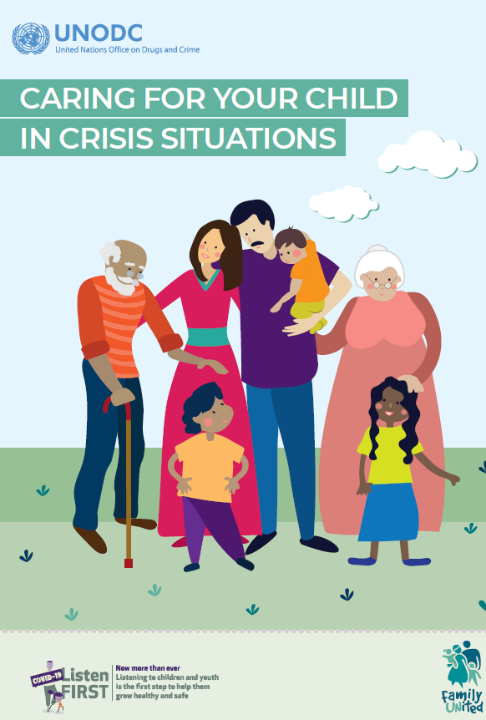 UNODC
United Nations Office on Drugs and Crime
CARING FOR YOUR CHILD
IN CRISIS SITUATIONS
COVID-19
Listen
FIRST
Now more than ever
Listening to children and youth
is the first step to help them
grow healthy and safe
Family
UNited